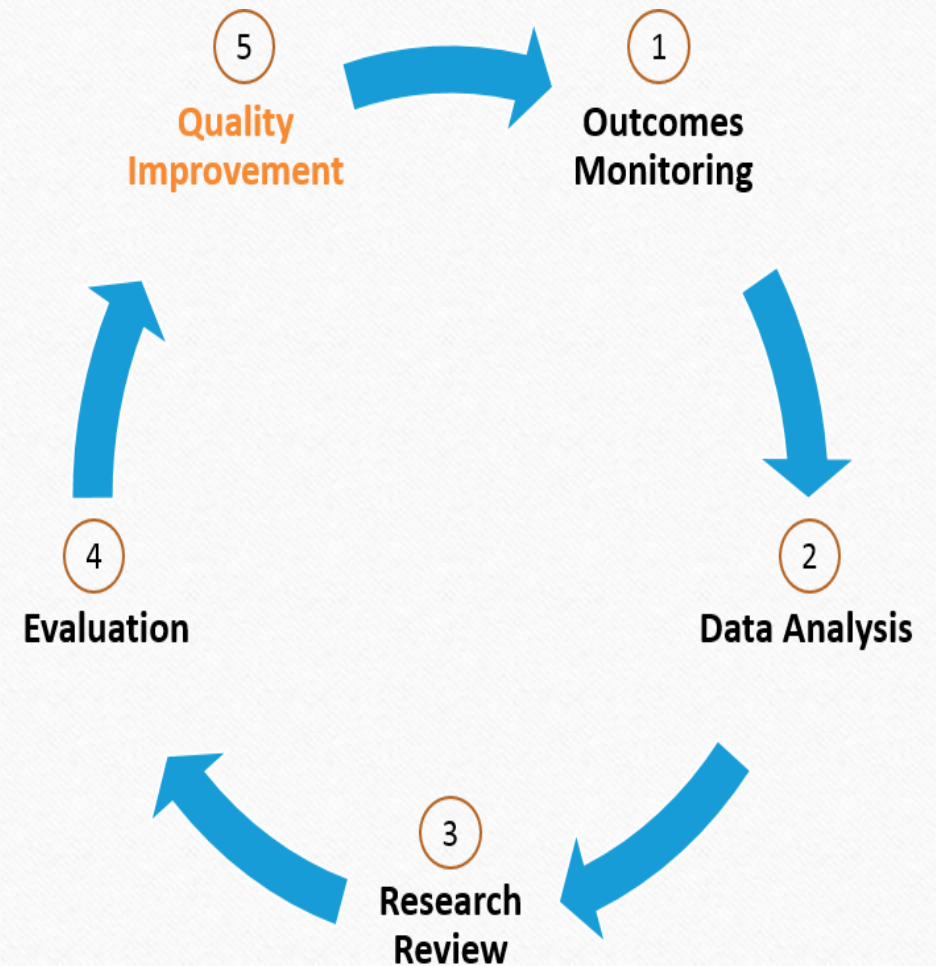 1
Outcomes
Monitoring
2
Data Analysis
3
Research
Review
4
Evaluation
5
Quality
Improvement